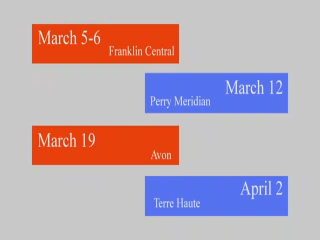 March 5-6
Franklin Central
March 12
Perry Meridian
March 19
Avon
April 2
Terre Haute